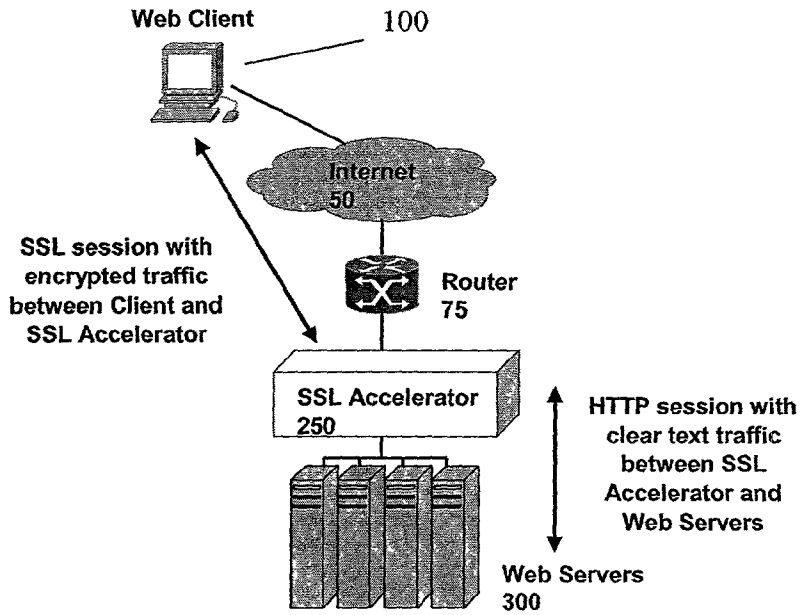 Web Client
100
Internet
50
SSL session with
encrypted traffic
between Client and
SSL Accelerator
Router
75
SSL Accelerator
250
HTTP session with
clear text traffic
between SSL
Accelerator and
Web Servers
Web Servers
300